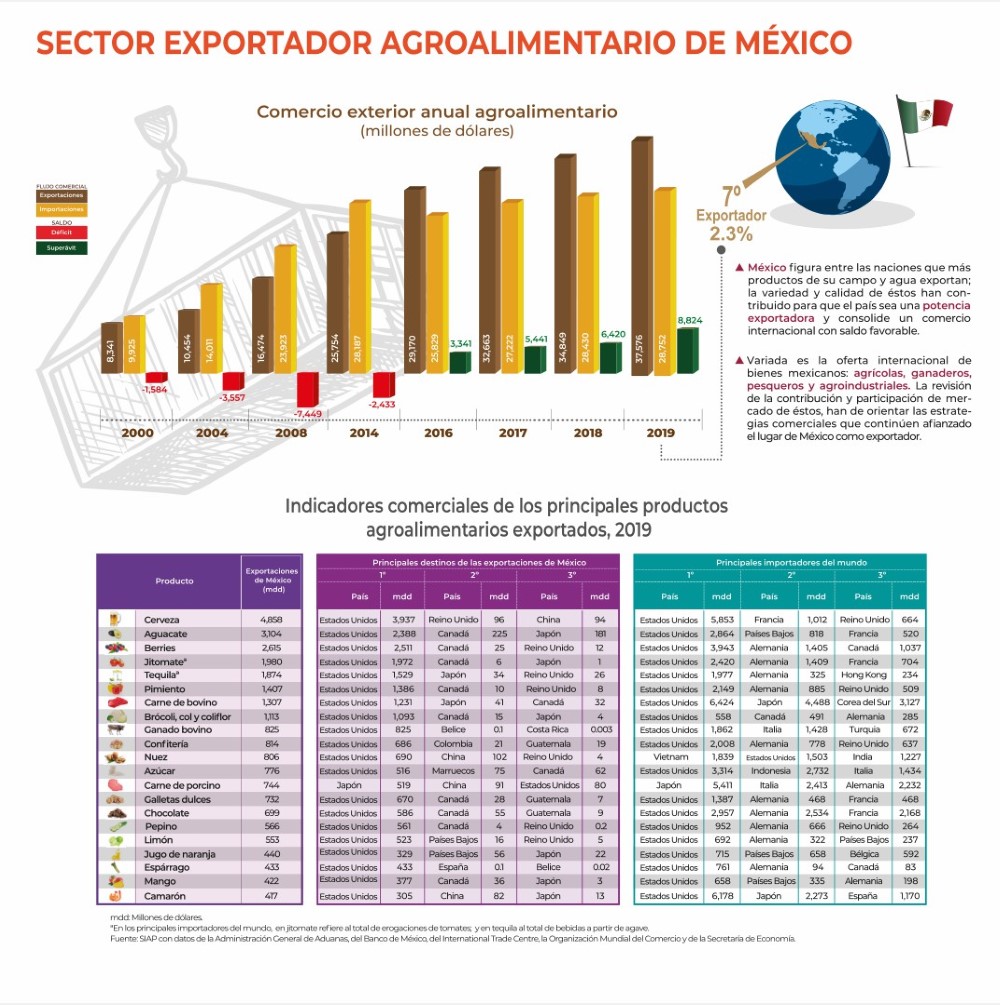 SECTOR EXPORTADOR AGROALIMENTARIO DE MÉXICO
Comercio exterior anual agroalimentario
(millones de dólares)
FLUJO COMERCIAL
Exportaciones
Importaciones
SALDO
Déficit
Superávit
8,341 9,925 -1,584
10,454 14,011 -3,557
16,474 23,923 -7,449
25,754 28,187 -2,433
29,170 25,829 3,341
32,663 27,222 5,441
34,849 28,430 6,420
37,576 28,752 8,824
2000 2004 2008 2014 2016 2017 2018 2019
7º
Exportador
2.3%
México figura entre las naciones que más
productos de su campo y agua exportan;
la variedad y calidad de éstos han con-
tribuido para que el país sea una potencia
exportadora y consolide un comercio
internacional con saldo favorable.
Variada es la oferta internacional de
bienes mexicanos: agrícolas, ganaderos,
pesqueros y agroindustriales. La revisión
de la contribución y participación de mer-
cado de éstos, han de orientar las estrate-
gias comerciales que continúen afianzado
el lugar de México como exportador.
Indicadores comerciales de los principales productos
agroalimentarios exportados, 2019
Producto Exportaciones de México (mdd) Principales destinos de las exportaciones de México Principales importadores del mundo
1º 2º 3º 1º 2º 3º
País mdd País mdd País mdd País mdd País mdd País mdd
Cerveza 4,858 Estados Unidos 3,937 Reino Unido 96 China 94 Estados Unidos 5,853 Francia 1,012 Reino Unido 664
Aguacate 3,104 Estados Unidos 2,388 Canadá 225 Japón 181 Estados Unidos 2,864 Países Bajos 818 Francia 520
Berries 2,615 Estados Unidos 2,511 Canadá 25 Reino Unido 12 Estados Unidos 3,943 Alemania 1,405 Canadá 1,037
Jitomate* 1,980 Estados Unidos 1,972 Canadá 6 Japón 1 Estados Unidos 2,420 Alemania 1,409 Francia 704
Tequila* 1,874 Estados Unidos 1,529 Japón 34 Reino Unido 26 Estados Unidos 1,977 Alemania 325 Hong Kong 234
Pimiento 1,407 Estados Unidos 1,386 Canadá 10 Reino Unido 8 Estados Unidos 2,149 Alemania 885 Reino Unido 509
Carne de bovino 1,307 Estados Unidos 1,231 Japón 41 Canadá 32 Estados Unidos 6,424 Japón 4,488 Corea del Sur 3,127
Brócoli, col y coliflor 1,113 Estados Unidos 1,093 Canadá 15 Japón 4 Estados Unidos 558 Canadá 491 Alemania 285
Ganado bovino 825 Estados Unidos 825 Belice 0.1 Costa Rica 0.003 Estados Unidos 1,862 Italia 1,428 Turquia 672
Confitería 814 Estados Unidos 686 Colombia 21 Guatemala 19 Estados Unidos 2,008 Alemania 778 Reino Unido 637
Nuez 806 Estados Unidos 690 China 102 Reino Unido 4 Vietnam 1,839 Estados Unidos 1,503 India 1,227
Azúcar 776 Estados Unidos 516 Marruecos 75 Canadá 62 Estados Unidos 3,314 Indonesia 2,732 Italia 1,434
Carne de porcino 744 Japón 519 China 91 Estados Unidos 80 Japón 5,411 Italia 2,413 Alemania 2,232
Galletas dulces 732 Estados Unidos 670 Canadá 28 Guatemala 7 Estados Unidos 1,387 Alemania 468 Francia 468
Chocolate 699 Estados Unidos 586 Canadá 55 Guatemala 9 Estados Unidos 2,957 Alemania 2,534 Francia 2,168
Pepino 566 Estados Unidos 561 Canadá 4 Reino Unido 0.2 Estados Unidos 952 Alemania 666 Reino Unido 264
Limón 553 Estados Unidos 523 Países Bajos 16 Reino Unido 5 Estados Unidos 692 Alemania 322 Países Bajos 237
Jugo de naranja 440 Estados Unidos 329 Países Bajos 56 Japón 22 Estados Unidos 715 Países Bajos 658 Bélgica 592
Espárrago 433 Estados Unidos 433 España 0.1 Belice 0.02 Estados Unidos 761 Alemania 94 Canadá 83
Mango 422 Estados Unidos 377 Canadá 36 Japón 3 Estados Unidos 658 Países Bajos 335 Alemania 198
Camarón 417 Estados Unidos 305 China 82 Japón 13 Estados Unidos 6,178 Japón 2,273 España 1,170
mdd: Millones de dólares.
*En los principales importadores del mundo, en jitomate refiere al total de erogaciones de tomates; y en tequila al total de bebidas a partir de agave.
Fuente: SIAP con datos de la Administración General de Aduanas, del Banco de México, del International Trade Centre, la Organización Mundial del Comercio y de la Secretaría de Economía.